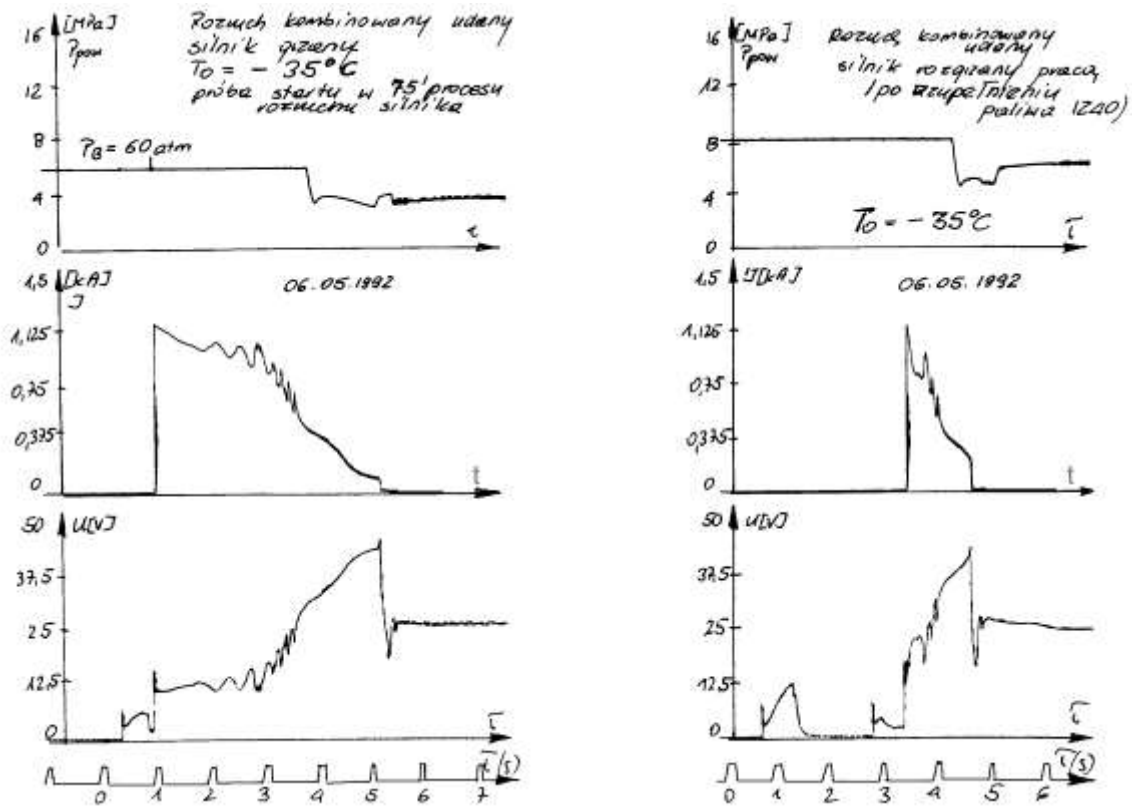 [MPa]
16
Ppow
12
8
4
0
Rozruch kombinowany udany
silnik
T₀ = - 35°C
próba startu w 75' procesu
rozruchu silnika
PB = 60 atm
τ
1,5
[kA]
J
06.05.1992
1,125
0,75
0,375
0
t
50
U[V]
37,5
25
12,5
0
τ
τ(s)
0 1 2 3 4 5 6 7
16
[MPa]
Ppow
12
8
4
0
Rozruch kombinowany
udany
silnik rozgrzany pracą
/po uzupełnieniu
paliwa IZ40)
T₀ = - 35°C
τ
1,5
J[kA]
06.05.1992
1,125
0,75
0,375
0
t
50
U[V]
37,5
25
12,5
0
τ
τ(s)
0 1 2 3 4 5 6